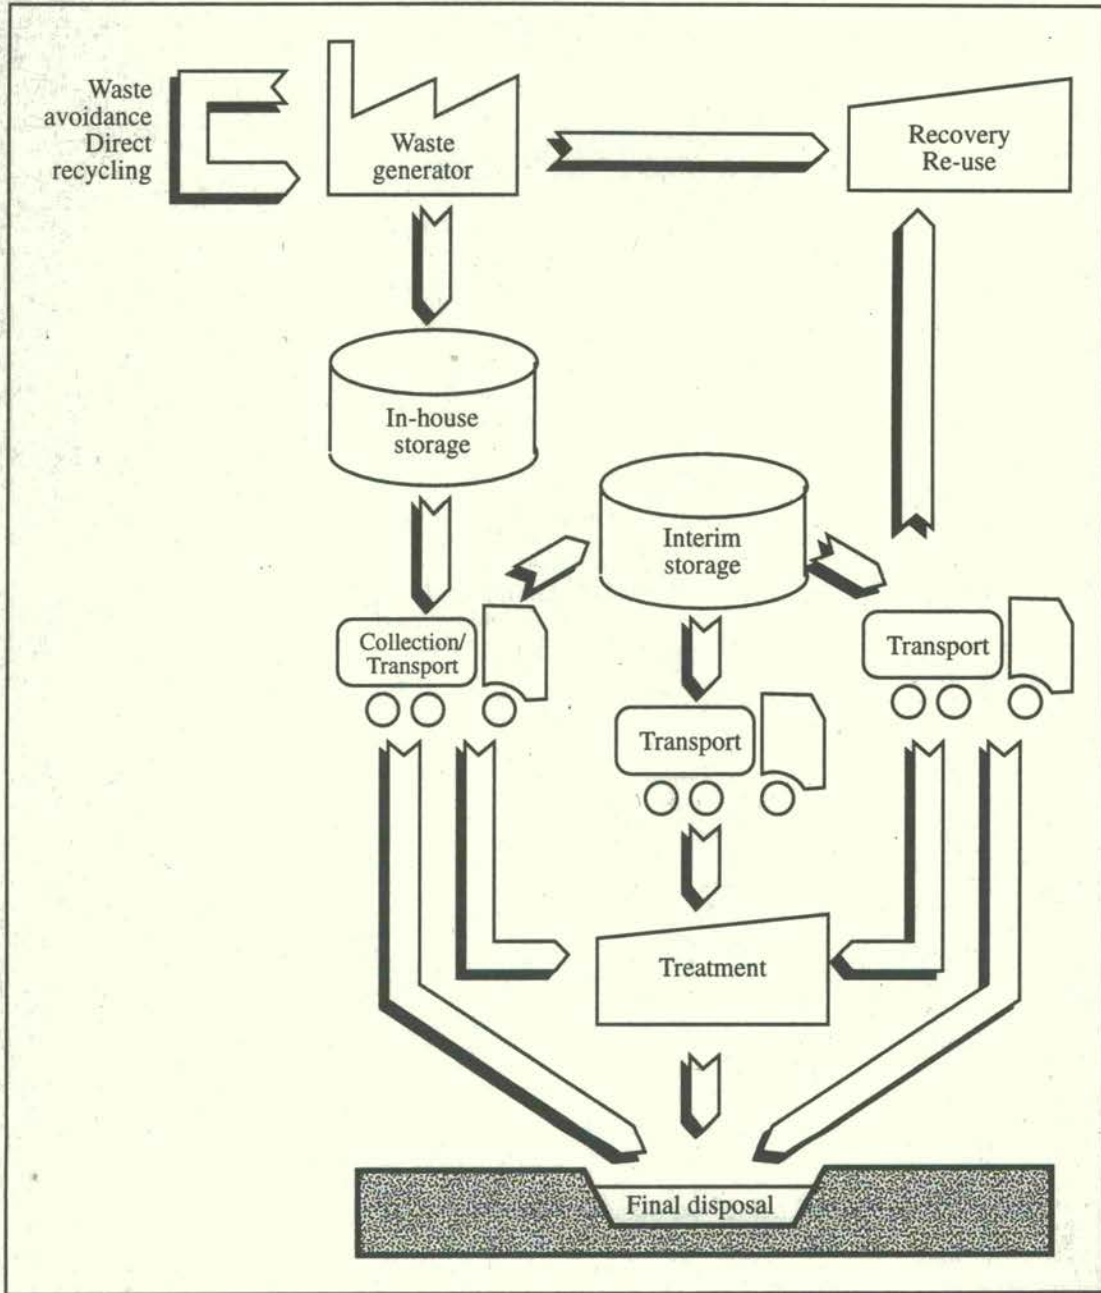 Waste
avoidance
Direct
recycling
Waste
generator
Recovery
Re-use
In-house
storage
Interim
storage
Collection/
Transport
Transport
Transport
Treatment
Final disposal